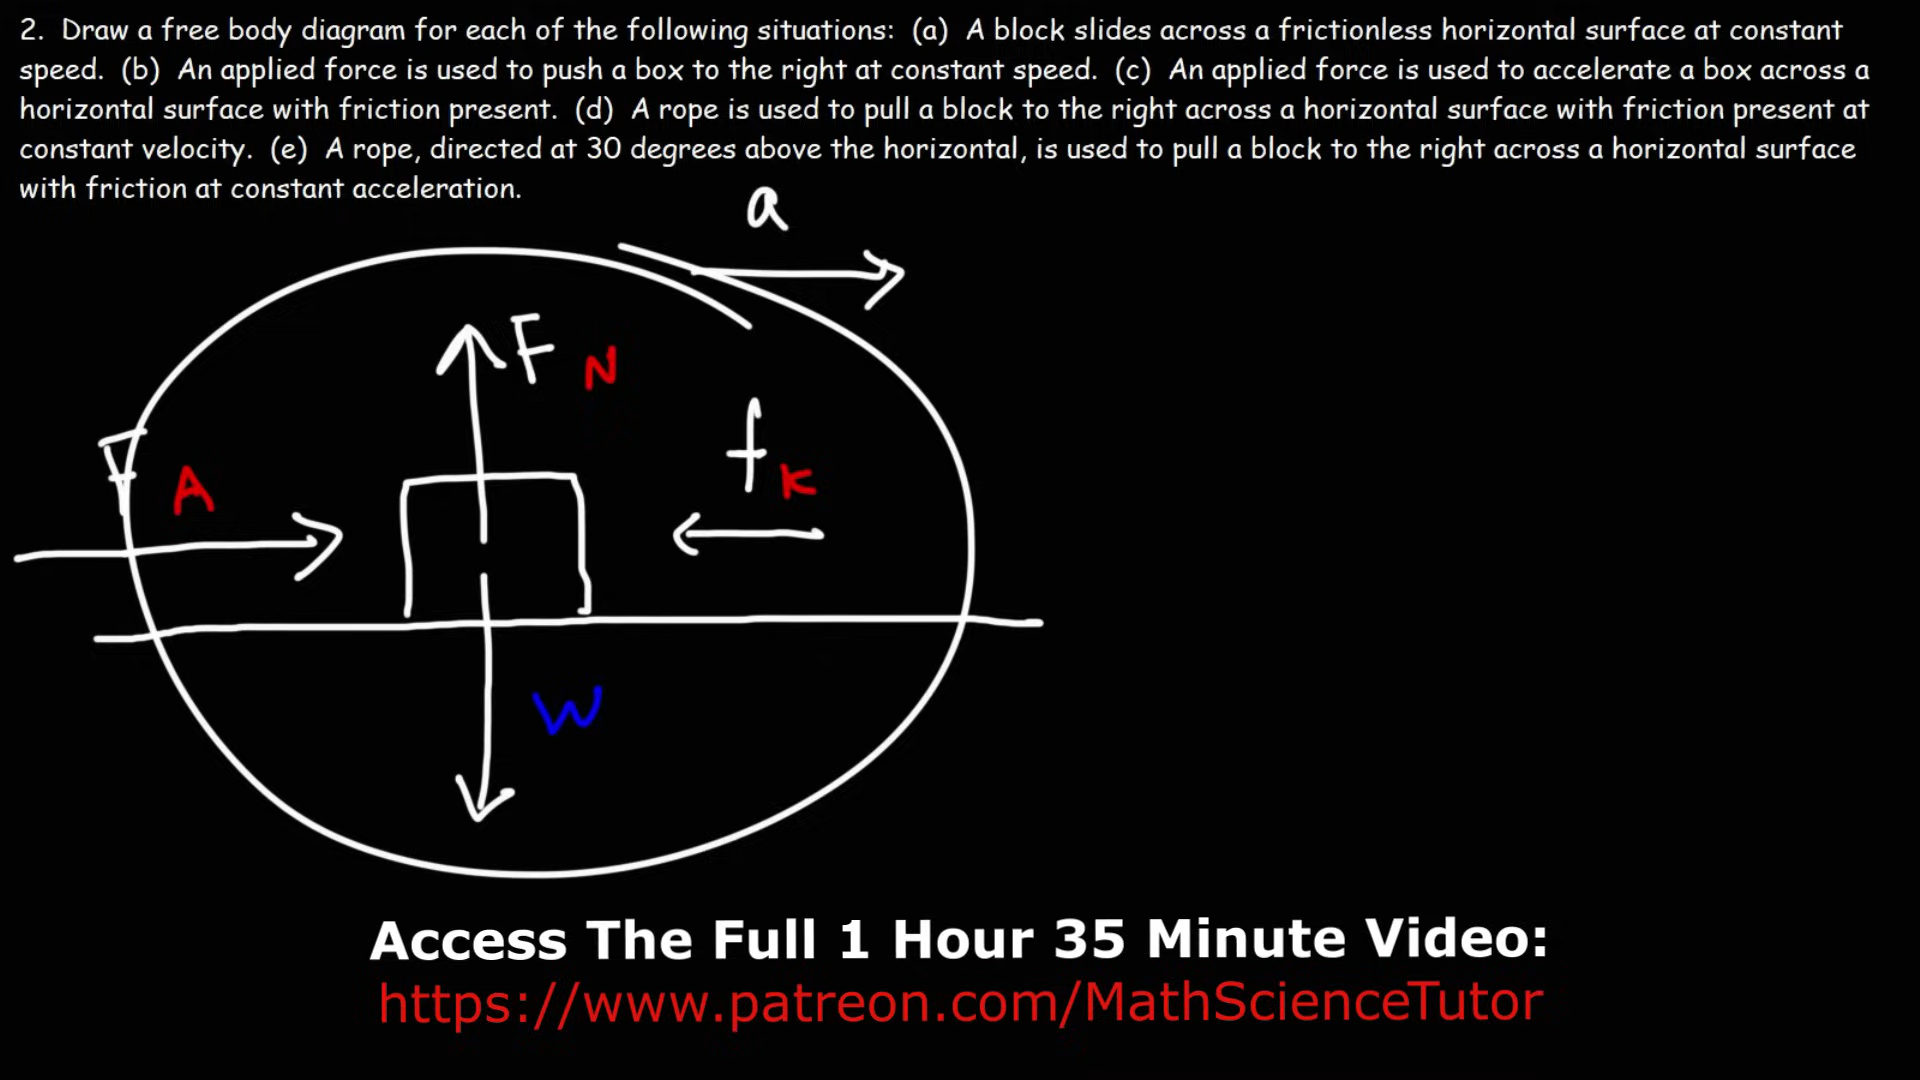 2. Draw a free body diagram for each of the following situations: (a) A block slides across a frictionless horizontal surface at constant
speed. (b) An applied force is used to push a box to the right at constant speed. (c) An applied force is used to accelerate a box across a
horizontal surface with friction present. (d) A rope is used to pull a block to the right across a horizontal surface with friction present at
constant velocity. (e) A rope, directed at 30 degrees above the horizontal, is used to pull a block to the right across a horizontal surface
with friction at constant acceleration.
a
F N
f K
F A
W
Access The Full 1 Hour 35 Minute Video:
https://www.patreon.com/MathScienceTutor